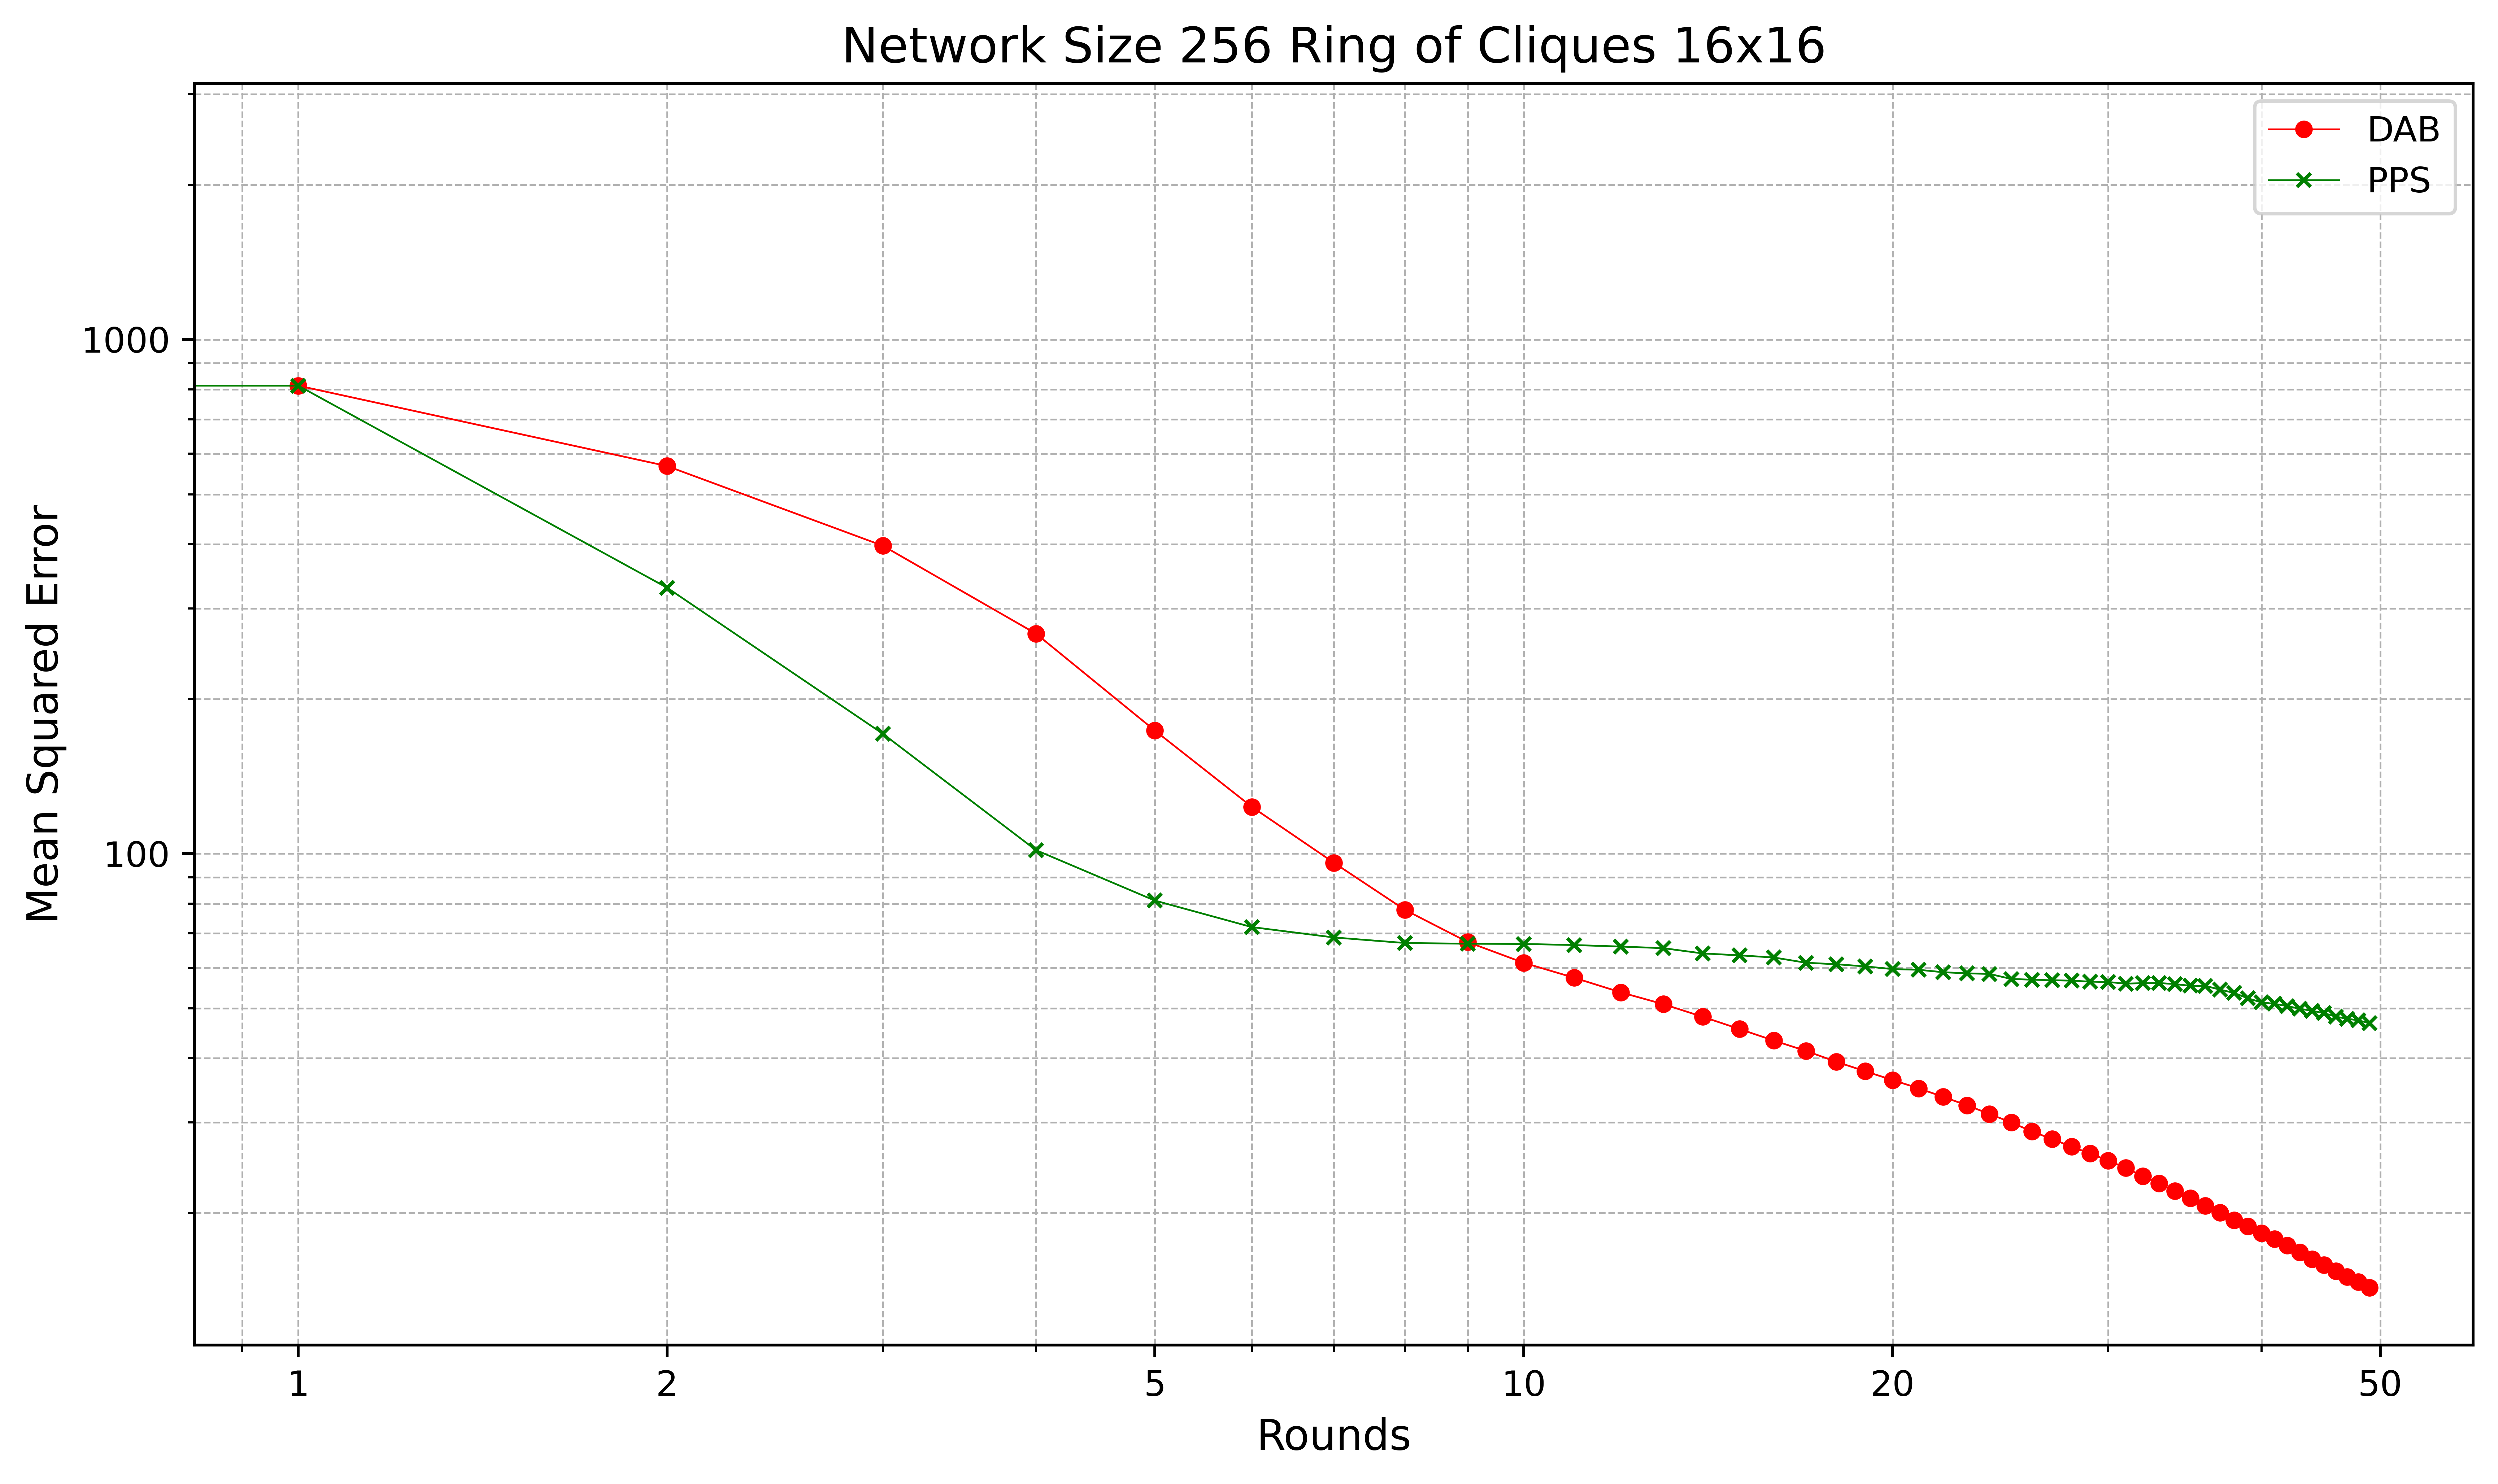 Network Size 256 Ring of Cliques 16x16
DAB
PPS
Mean Squared Error
1000
100
1 2 5 10 20 50
Rounds